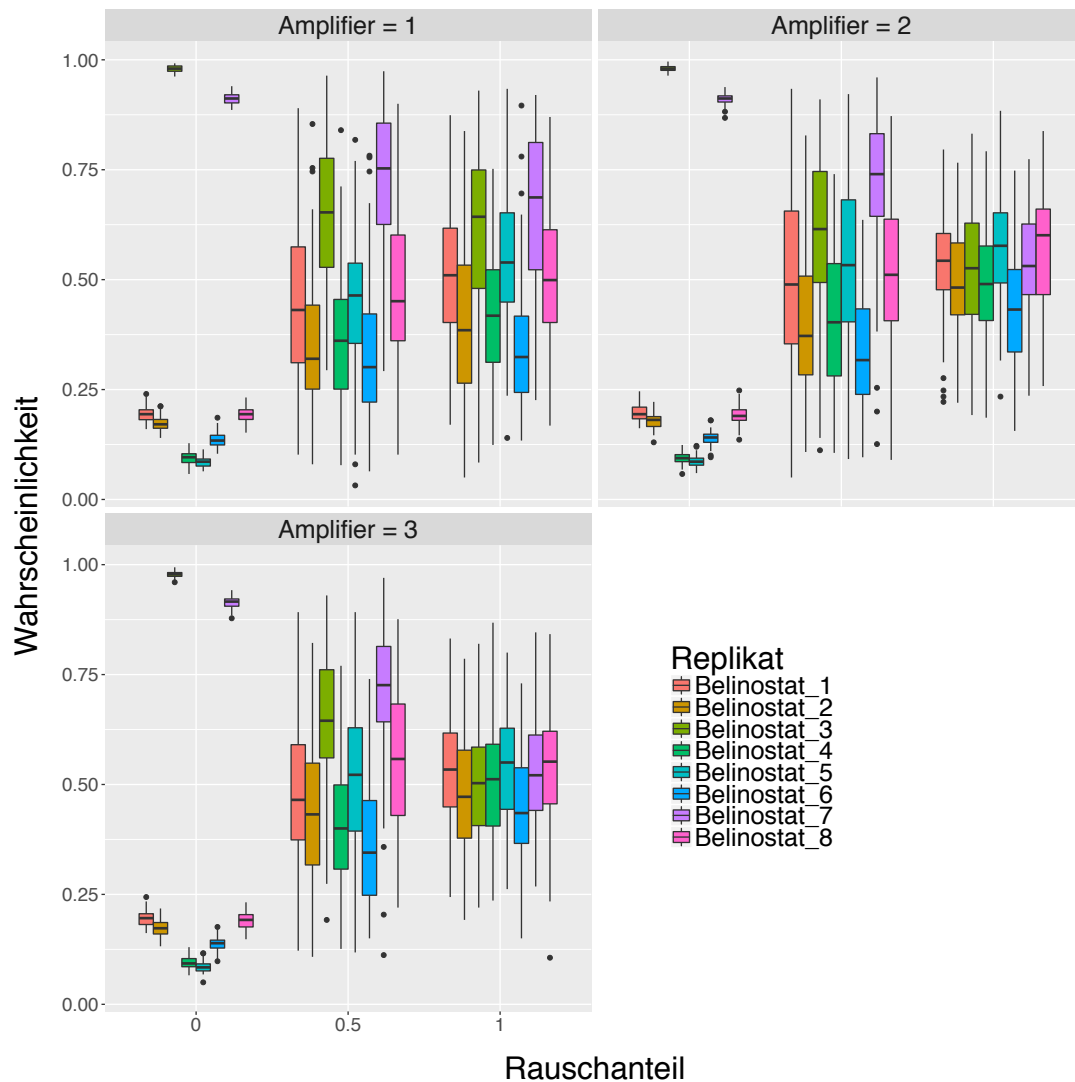 Amplifier = 1
Amplifier = 2
1.00
0.75
0.50
0.25
0.00
Amplifier = 3
1.00
0.75
0.50
0.25
0.00
0
0.5
1
Wahrscheinlichkeit
Rauschanteil
Replikat
Belinostat_1
Belinostat_2
Belinostat_3
Belinostat_4
Belinostat_5
Belinostat_6
Belinostat_7
Belinostat_8